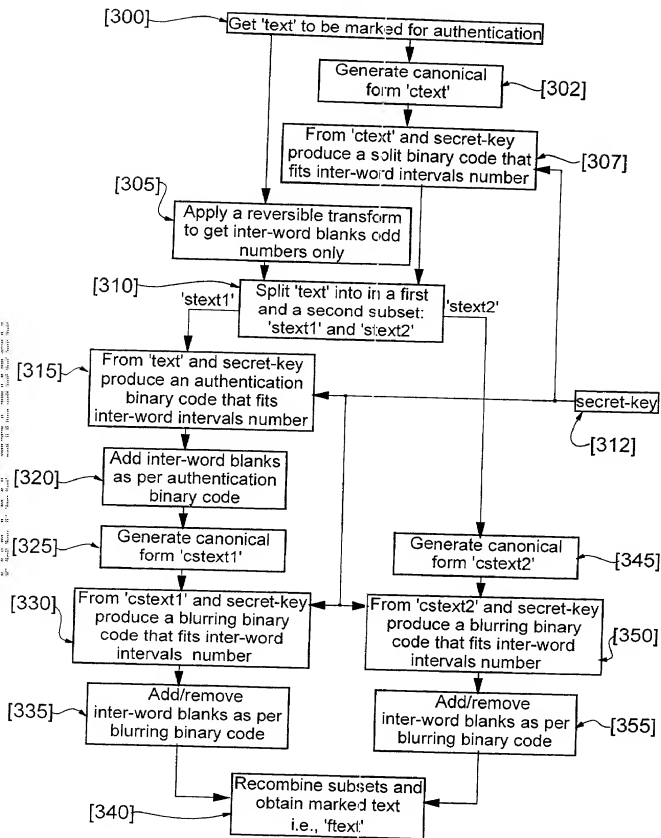 [300]
Get 'text' to be marked for authentication
Generate canonical
form 'ctext'
[302]
From 'ctext' and secret-key
produce a split binary code that
fits inter-word intervals number
[307]
[305]
Apply a reversible transform
to get inter-word blanks odd
numbers only
[310]
'stext1'
Split 'text' into in a first
and a second subset:
'stext1' and 'stext2'
'stext2'
[315]
From 'text' and secret-key
produce an authentication
binary code that fits
inter-word intervals number
secret-key
[312]
[320]
Add inter-word blanks
as per authentication
binary code
[325]
Generate canonical
form 'cstext1'
Generate canonical
form 'cstext2'
[345]
[330]
From 'cstext1' and secret-key
produce a blurring binary
code that fits inter-word
intervals number
From 'cstext2' and secret-key
produce a blurring binary
code that fits inter-word
intervals number
[350]
[335]
Add/remove
inter-word blanks as per
blurring binary code
Add/remove
inter-word blanks as per
blurring binary code
[355]
[340]
Recombine subsets and
obtain marked text
i.e., 'ftext'